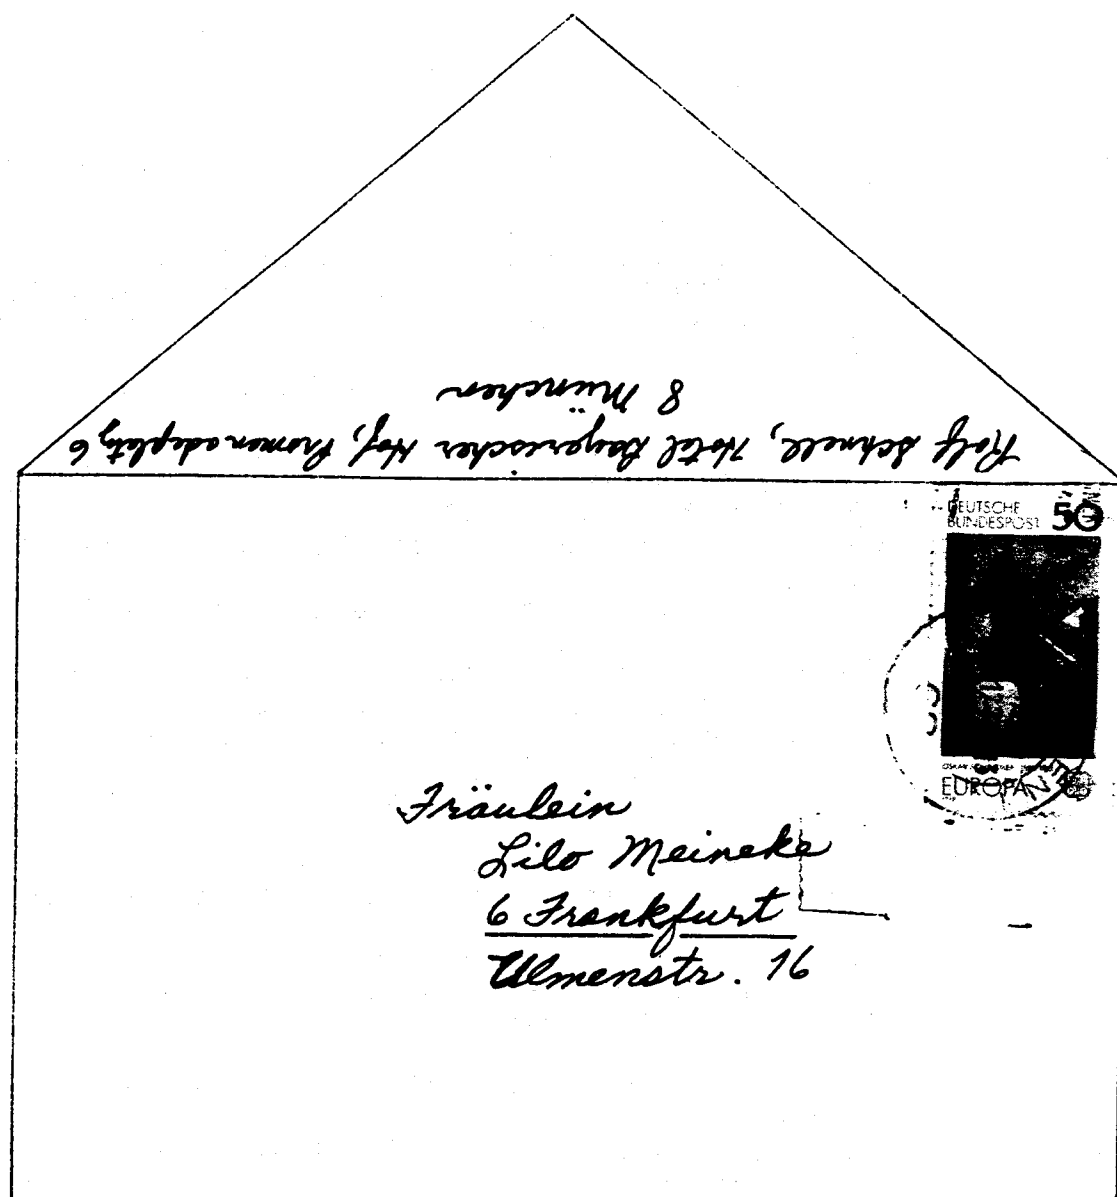 Rolf Schnell, Hotel Bayerischer Hof, Promenadeplatz 6
8 München
DEUTSCHE
BUNDESPOST 50
EUROPA
Fräulein
Lilo Meineke
6 Frankfurt
Ulmenstr. 16